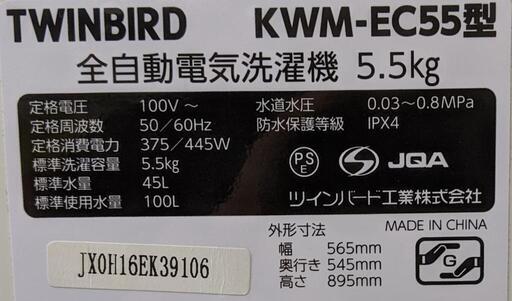 TWINBIRD KWM-EC55型
全自動電気洗濯機 5.5kg
定格電圧 100V～
定格周波数 50/60Hz
定格消費電力 375/445W
標準洗濯容量 5.5kg
標準水量 45L
標準使用水量 100L
水道水圧 0.03～0.8MPa
防水保護等級 IPX4
PS E JQA
ツインバード工業株式会社
JX0H16EK39106
外形寸法 MADE IN CHINA
幅 565mm
奥行き 545mm
高さ 895mm
G